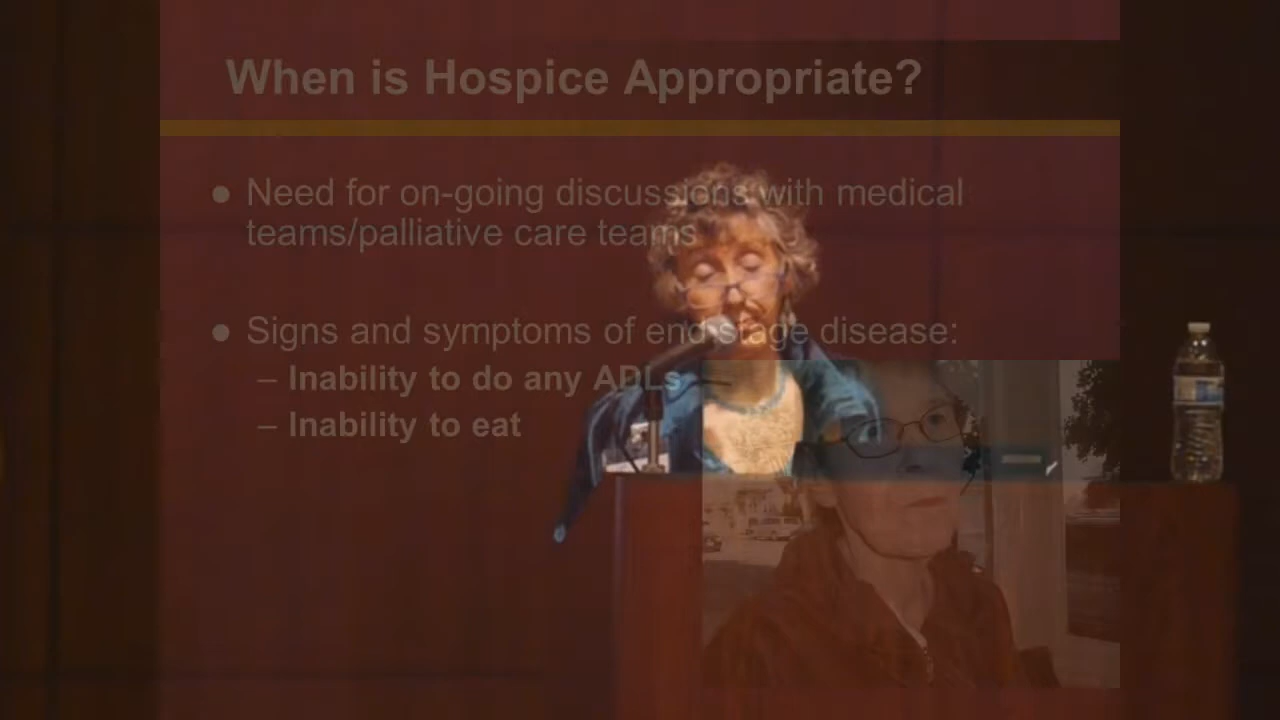 When is Hospice Appropriate?
● Need for on-going discussions with medical
teams/palliative care teams
● Signs and symptoms of end stage disease:
– Inability to do any ADLs
– Inability to eat